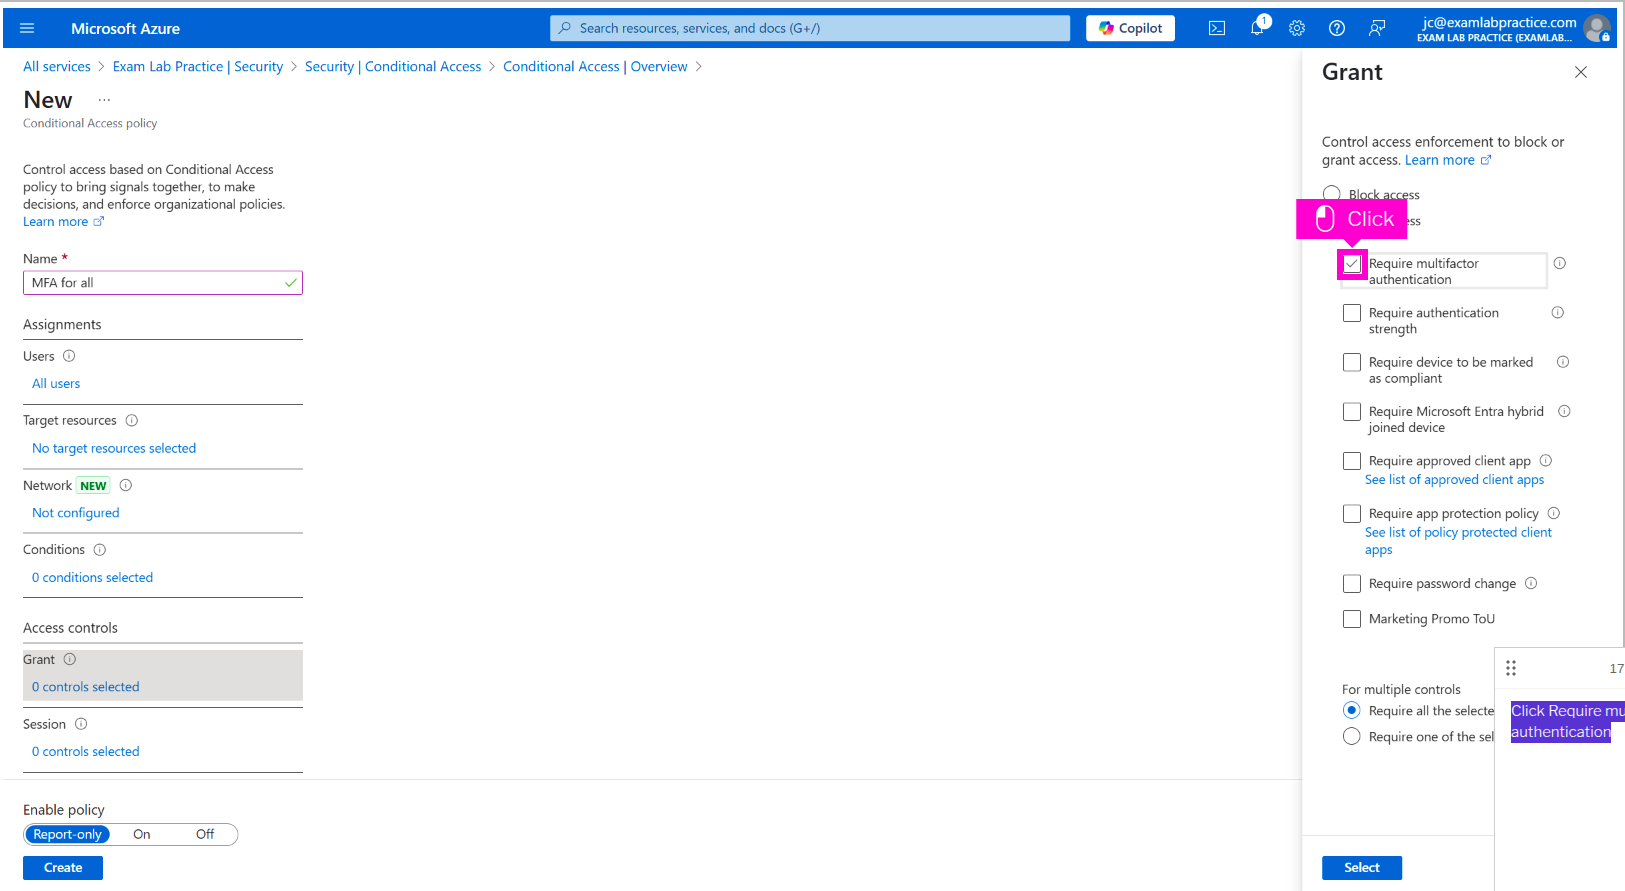 Microsoft Azure
Search resources, services, and docs (G+/)
Copilot
1
jc@examlabpractice.com
EXAM LAB PRACTICE (EXAMLAB...
All services > Exam Lab Practice | Security > Security | Conditional Access > Conditional Access | Overview >
New ...
Conditional Access policy
Control access based on Conditional Access
policy to bring signals together, to make
decisions, and enforce organizational policies.
Learn more
Name *
MFA for all
Assignments
Users
All users
Target resources
No target resources selected
Network NEW
Not configured
Conditions
0 conditions selected
Access controls
Grant
0 controls selected
Session
0 controls selected
Enable policy
Report-only On Off
Create
Grant
Control access enforcement to block or
grant access. Learn more
Block access
Click
Require multifactor
authentication
Require authentication
strength
Require device to be marked
as compliant
Require Microsoft Entra hybrid
joined device
Require approved client app
See list of approved client apps
Require app protection policy
See list of policy protected client
apps
Require password change
Marketing Promo ToU
For multiple controls
Require all the selecte
Require one of the sel
Select
17
Click Require mu
authentication